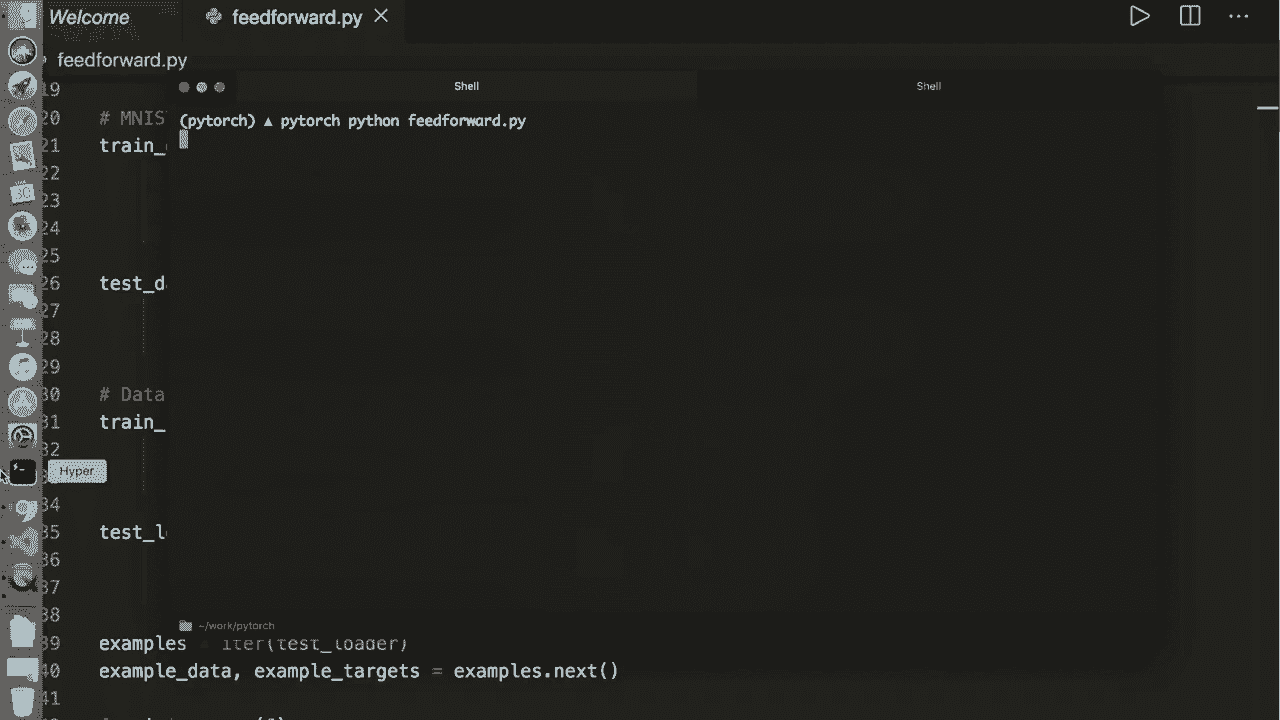 Welcome
feedforward.py
feedforward.py
Shell
Shell
19
20 # MNIS
(pytorch) ▲ pytorch python feedforward.py
21 train_
22
23
24
25
26 test_d
27
28
29
30 # Data
31 train_
32
Hyper
34
35 test_l
36
37
38
~/work/pytorch
39 examples iter(test_loader)
40 example_data, example_targets = examples.next()
41